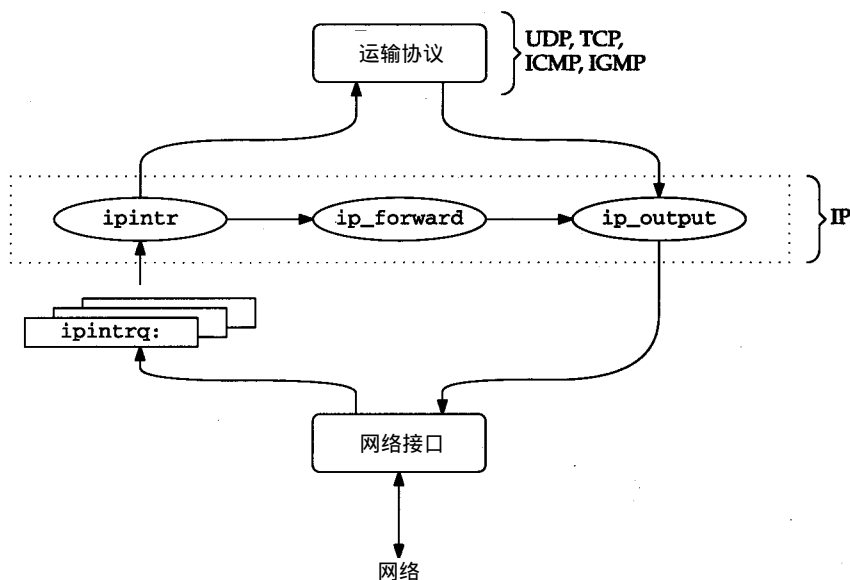 运输协议
UDP, TCP,
ICMP, IGMP
ipintr
ip_forward
ip_output
IP
ipintrq:
网络接口
网络